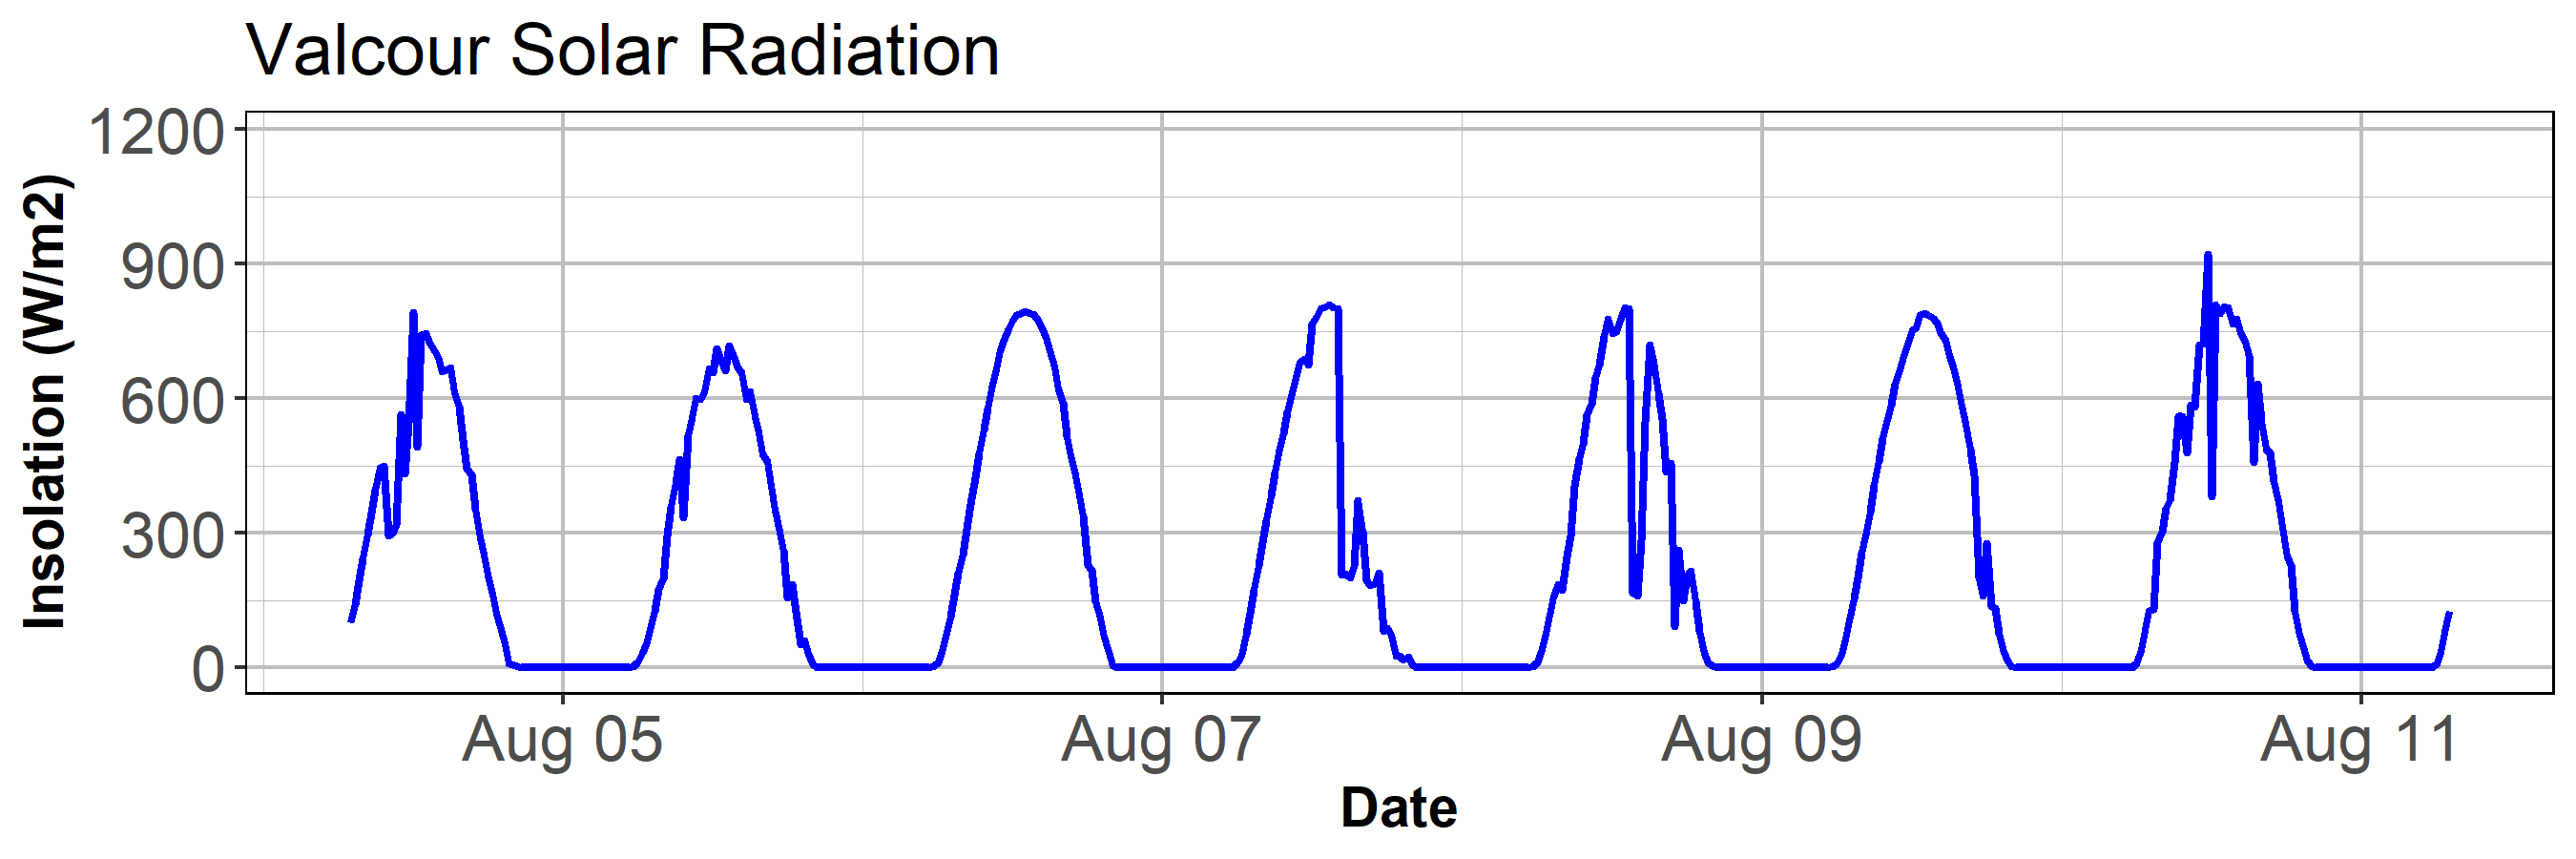 Valcour Solar Radiation
1200
900
600
300
0
Insolation (W/m2)
Aug 05
Aug 07
Aug 09
Aug 11
Date